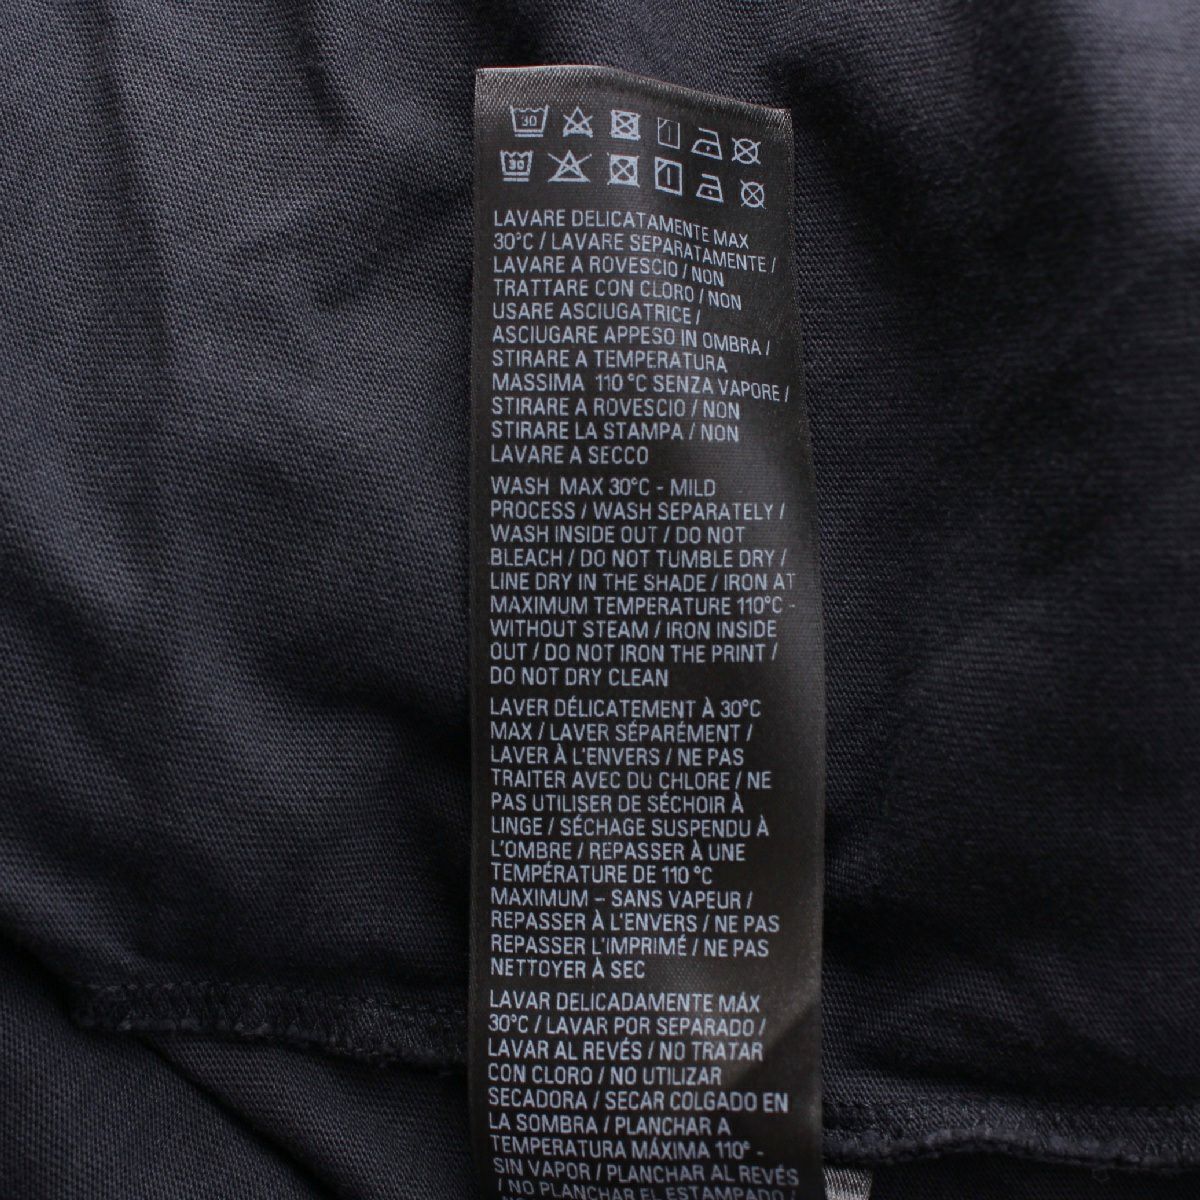 30
30
LAVARE DELICATAMENTE MAX
30°C / LAVARE SEPARATAMENTE /
LAVARE A ROVESCIO / NON
TRATTARE CON CLORO / NON
USARE ASCIUGATRICE /
ASCIUGARE APPESO IN OMBRA /
STIRARE A TEMPERATURA
MASSIMA 110 °C SENZA VAPORE /
STIRARE A ROVESCIO / NON
STIRARE LA STAMPA / NON
LAVARE A SECCO
WASH MAX 30°C - MILD
PROCESS / WASH SEPARATELY /
WASH INSIDE OUT / DO NOT
BLEACH / DO NOT TUMBLE DRY /
LINE DRY IN THE SHADE / IRON AT
MAXIMUM TEMPERATURE 110°C -
WITHOUT STEAM / IRON INSIDE
OUT / DO NOT IRON THE PRINT /
DO NOT DRY CLEAN
LAVER DÉLICATEMENT À 30°C
MAX / LAVER SÉPARÉMENT /
LAVER À L'ENVERS / NE PAS
TRAITER AVEC DU CHLORE / NE
PAS UTILISER DE SÉCHOIR À
LINGE / SÉCHAGE SUSPENDU À
L'OMBRE / REPASSER À UNE
TEMPÉRATURE DE 110 °C
MAXIMUM – SANS VAPEUR /
REPASSER À L'ENVERS / NE PAS
REPASSER L'IMPRIMÉ / NE PAS
NETTOYER À SEC
LAVAR DELICADAMENTE MÁX
30°C / LAVAR POR SEPARADO /
LAVAR AL REVÉS / NO TRATAR
CON CLORO / NO UTILIZAR
SECADORA / SECAR COLGADO EN
LA SOMBRA / PLANCHAR A
TEMPERATURA MÁXIMA 110° -
SIN VAPOR / PLANCHAR AL REVÉS
/ NO PLANCHAR EL ESTAMPADO /